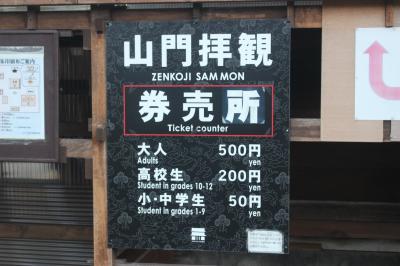 山門拝観
ZENKOJI SAMMON
券売所
Ticket counter
大人 500円
Adults yen
高校生 200円
Student in grades 10-12 yen
小・中学生 50円
Student in grades 1-9 yen